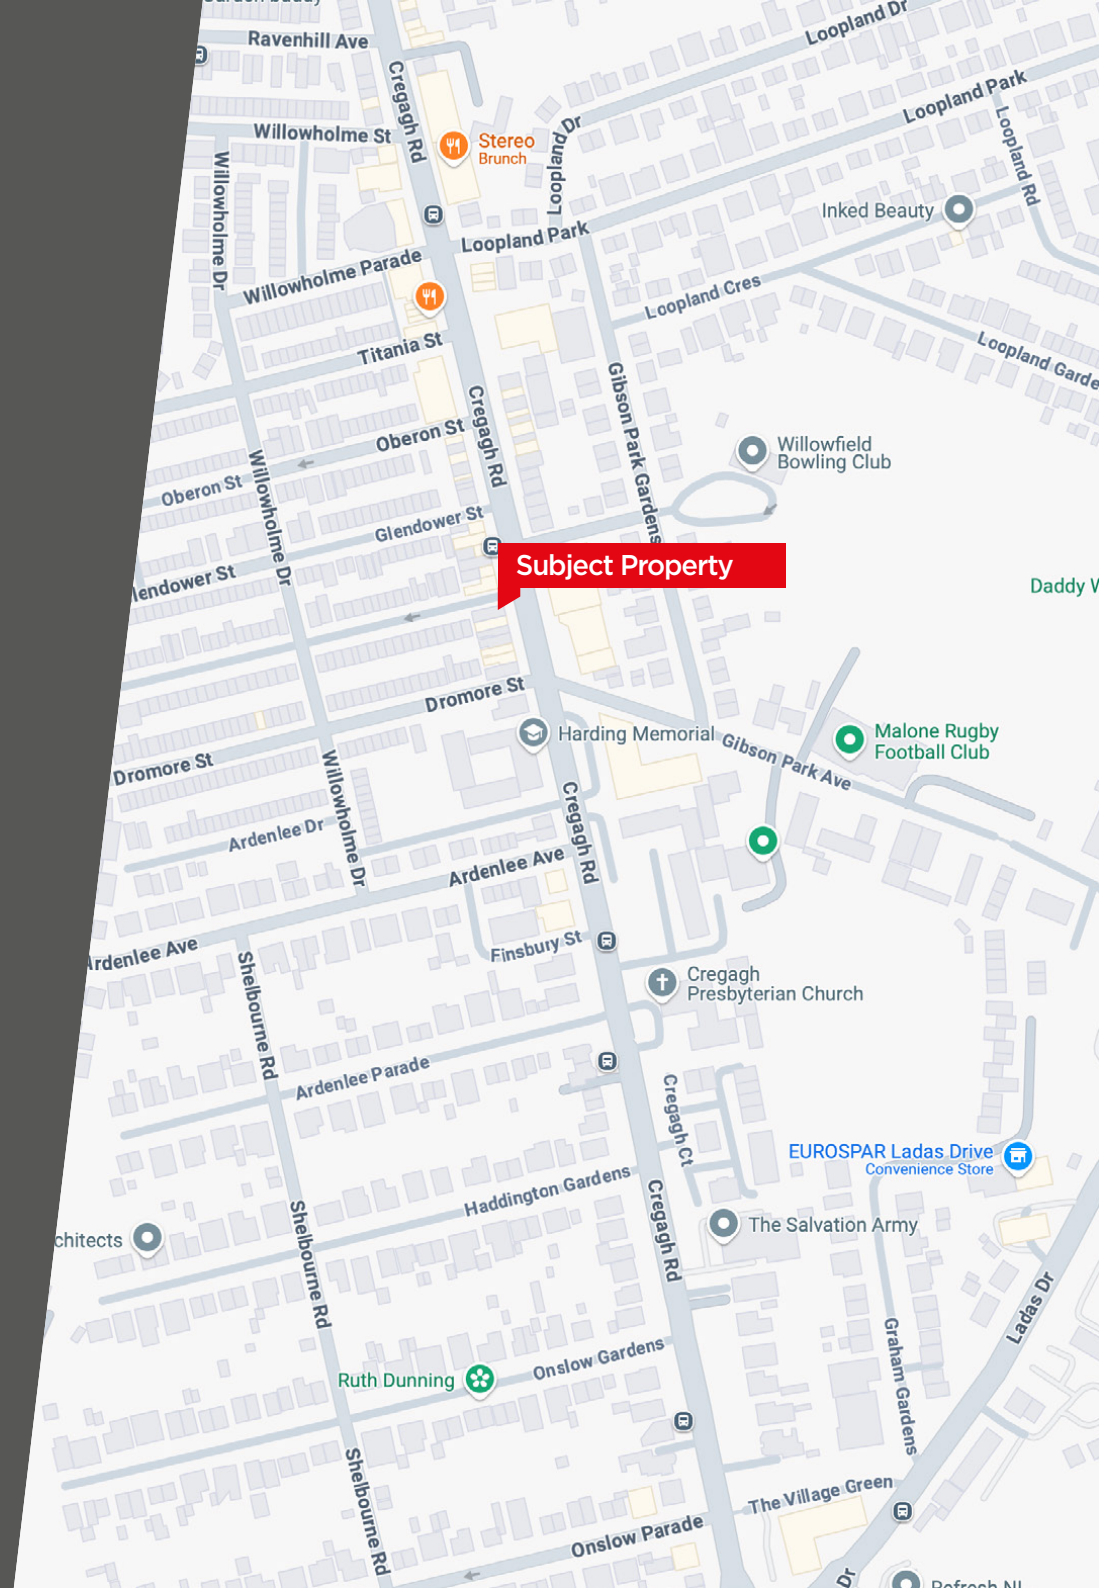 Ravenhill Ave
Loopland Dr
Cregagh Rd
Loopland Park
Willowholme St
Stereo
Brunch
Loopland Dr
Loopland Rd
Willowholme Dr
Inked Beauty
Loopland Park
Willowholme Parade
Loopland Cres
Titania St
Loopland Garde
Gibson Park Gardens
Cregagh Rd
Oberon St
Willowfield
Bowling Club
Oberon St
Willowholme Dr
Glendower St
lendower St
Subject Property
Daddy W
Dromore St
Harding Memorial
Malone Rugby
Football Club
Gibson Park Ave
Dromore St
Willowholme Dr
Cregagh Rd
Ardenlee Dr
Ardenlee Ave
Ardenlee Ave
Finsbury St
Shelbourne Rd
Cregagh
Presbyterian Church
Ardenlee Parade
Cregagh Ct
EUROSPAR Ladas Drive
Convenience Store
Haddington Gardens
Cregagh Rd
Shelbourne Rd
chitects
The Salvation Army
Ladas Dr
Graham Gardens
Onslow Gardens
Ruth Dunning
Shelbourne Rd
The Village Green
Onslow Parade
Dr